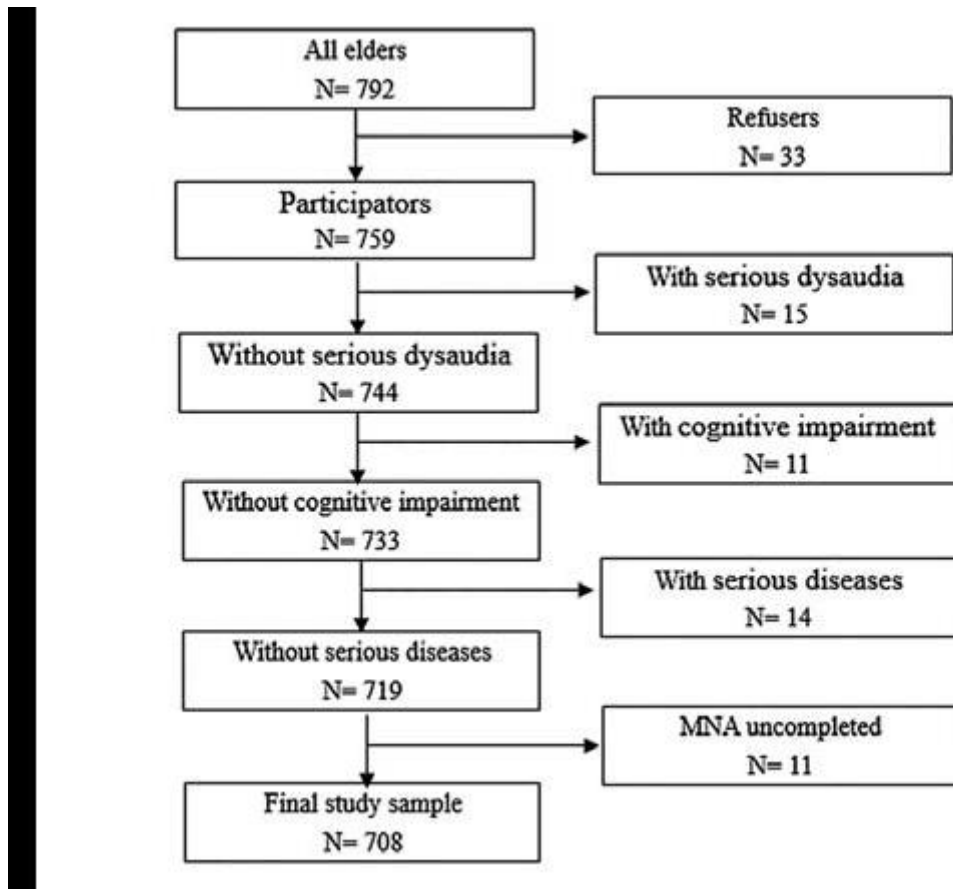 All elders
N= 792
Refusers
N= 33
Participators
N= 759
With serious dysaudia
N= 15
Without serious dysaudia
N= 744
With cognitive impairment
N= 11
Without cognitive impairment
N= 733
With serious diseases
N= 14
Without serious diseases
N= 719
MNA uncompleted
N= 11
Final study sample
N= 708